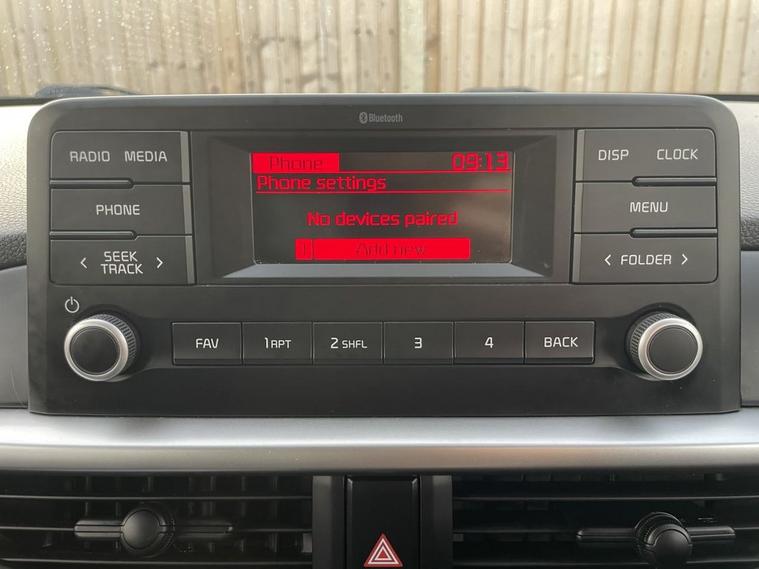 Bluetooth
RADIO MEDIA
PHONE
< SEEK TRACK >
Phone 09:13
Phone settings
No devices paired
1 Add new
DISP CLOCK
MENU
< FOLDER >
FAV 1 RPT 2 SHFL 3 4 BACK